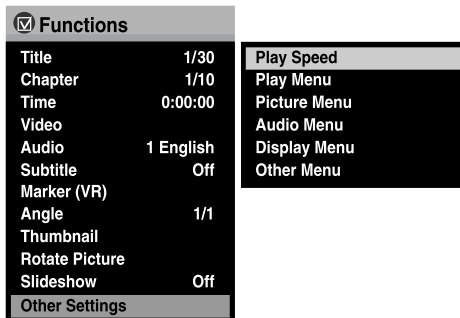 Functions
Title 1/30
Chapter 1/10
Time 0:00:00
Video
Audio 1 English
Subtitle Off
Marker (VR)
Angle 1/1
Thumbnail
Rotate Picture
Slideshow Off
Other Settings
Play Speed
Play Menu
Picture Menu
Audio Menu
Display Menu
Other Menu